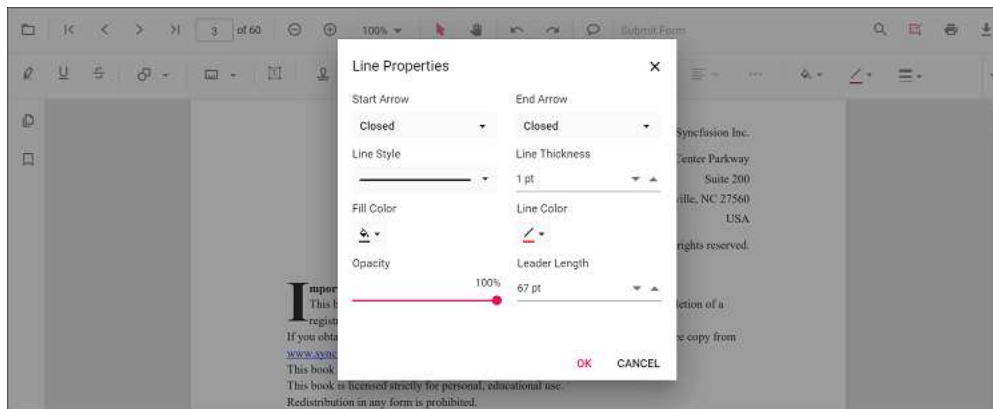 3 of 60 100% Submit Form
Line Properties
Start Arrow End Arrow
Closed Closed
Line Style Line Thickness
1 pt
Fill Color Line Color
Opacity Leader Length
100% 67 pt
OK CANCEL
Syncfusion Inc.
Center Parkway
Suite 200
ville, NC 27560
USA
rights reserved.
Impor
This b letion of a
regist
If you obta e copy from
www.sync
This book
This book is licensed strictly for personal, educational use.
Redistribution in any form is prohibited.